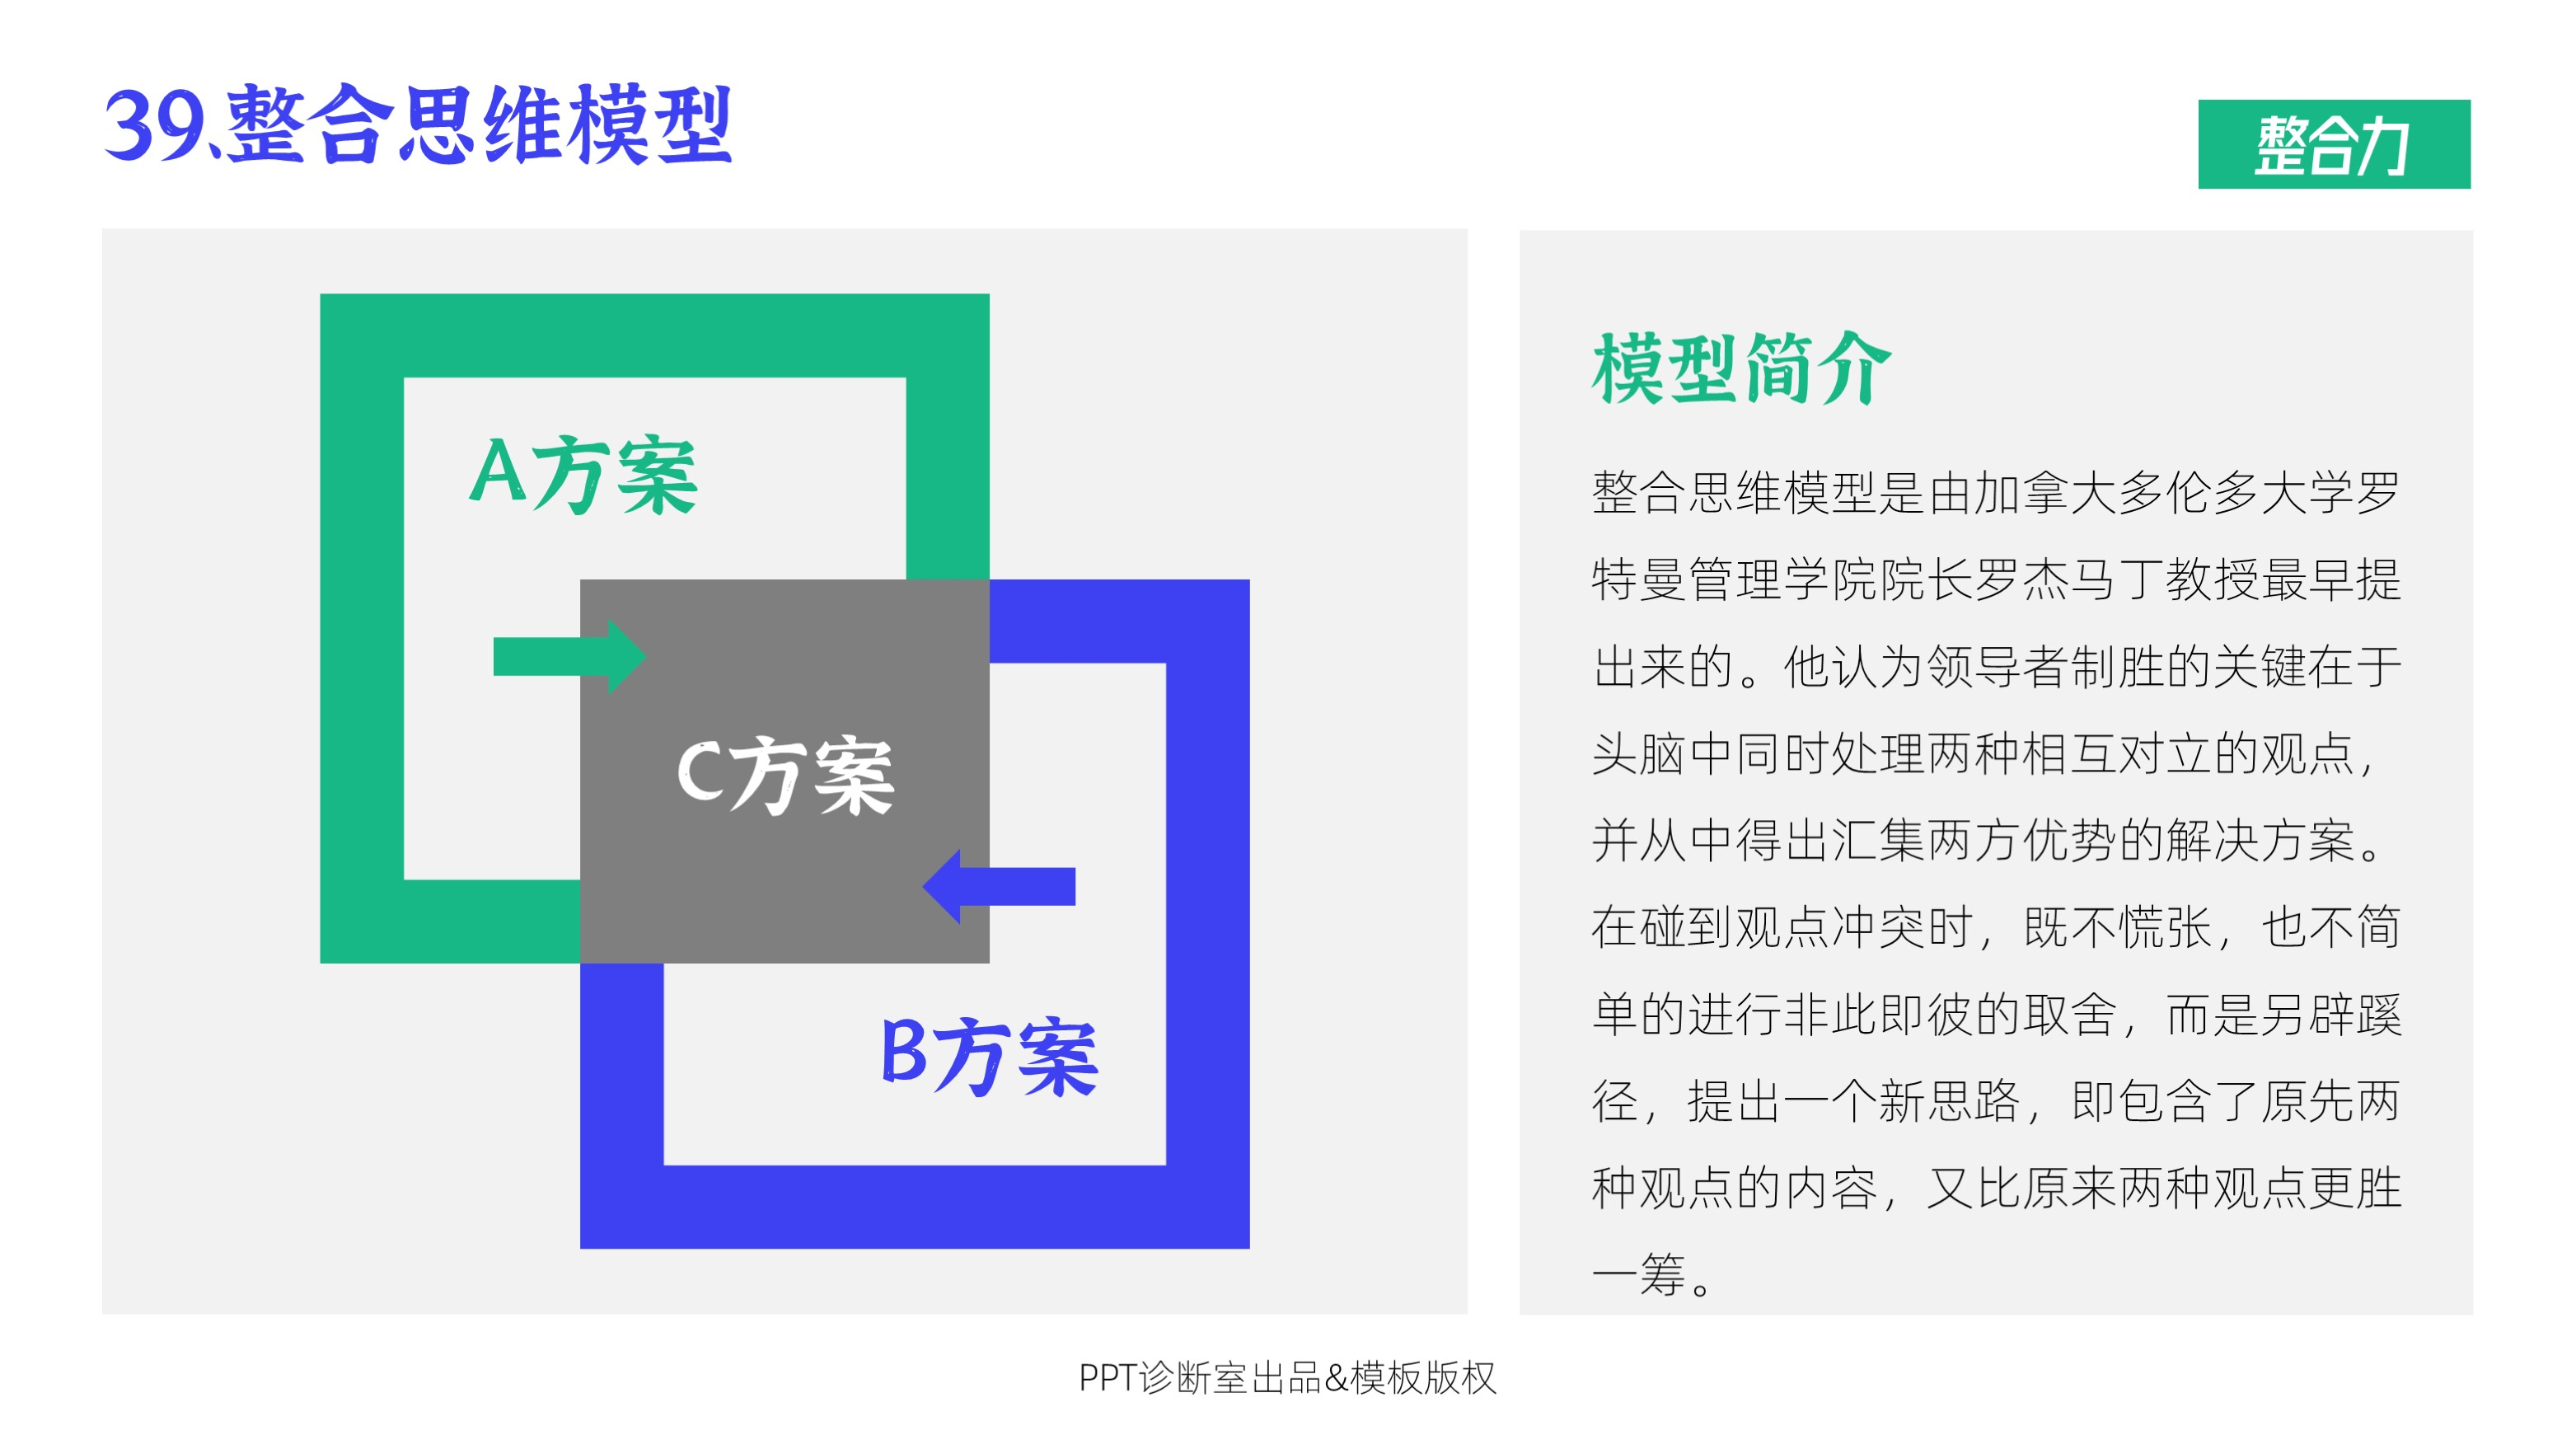 39、整合思维模型
整合力
A方案
C方案
B方案
模型简介
整合思维模型是由加拿大多伦多大学罗
特曼管理学院院长罗杰马丁教授最早提
出来的。他认为领导者制胜的关键在于
头脑中同时处理两种相互对立的观点，
并从中得出汇集两方优势的解决方案。
在碰到观点冲突时，既不慌张，也不简
单的进行非此即彼的取舍，而是另辟蹊
径，提出一个新思路，即包含了原先两
种观点的内容，又比原来两种观点更胜
一筹。
PPT诊断室出品&模板版权